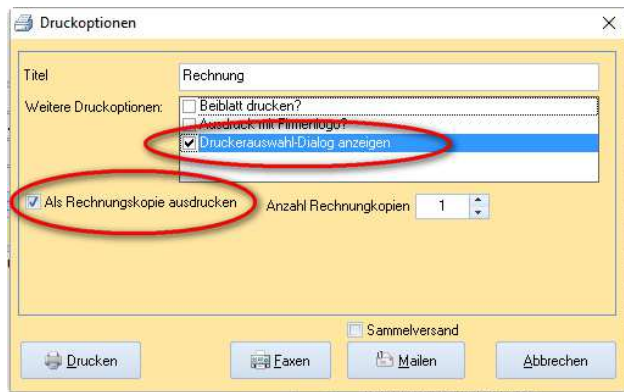 Druckoptionen
Titel
Rechnung
Weitere Druckoptionen:
Beiblatt drucken?
Ausdruck mit Firmenlogo?
Druckerauswahl-Dialog anzeigen
Als Rechnungskopie ausdrucken
Anzahl Rechnungkopien
1
Sammelversand
Drucken
Faxen
Mailen
Abbrechen